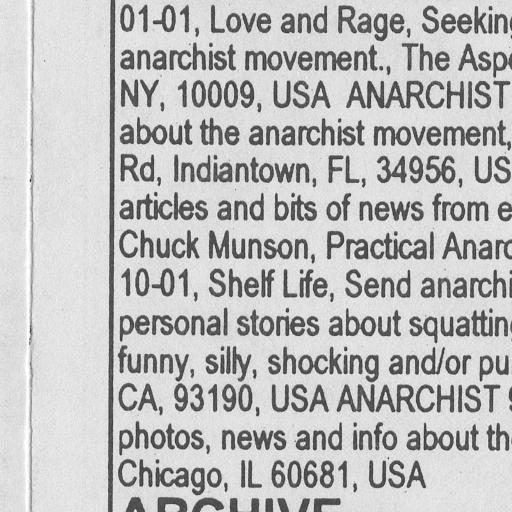 01-01, Love and Rage, Seeking
anarchist movement., The Asp
NY, 10009, USA ANARCHIST
about the anarchist movement,
Rd, Indiantown, FL, 34956, US
articles and bits of news from e
Chuck Munson, Practical Anarc
10-01, Shelf Life, Send anarchi
personal stories about squatting
funny, silly, shocking and/or pu
CA, 93190, USA ANARCHIST
photos, news and info about th
Chicago, IL 60681, USA
ARCHIVE